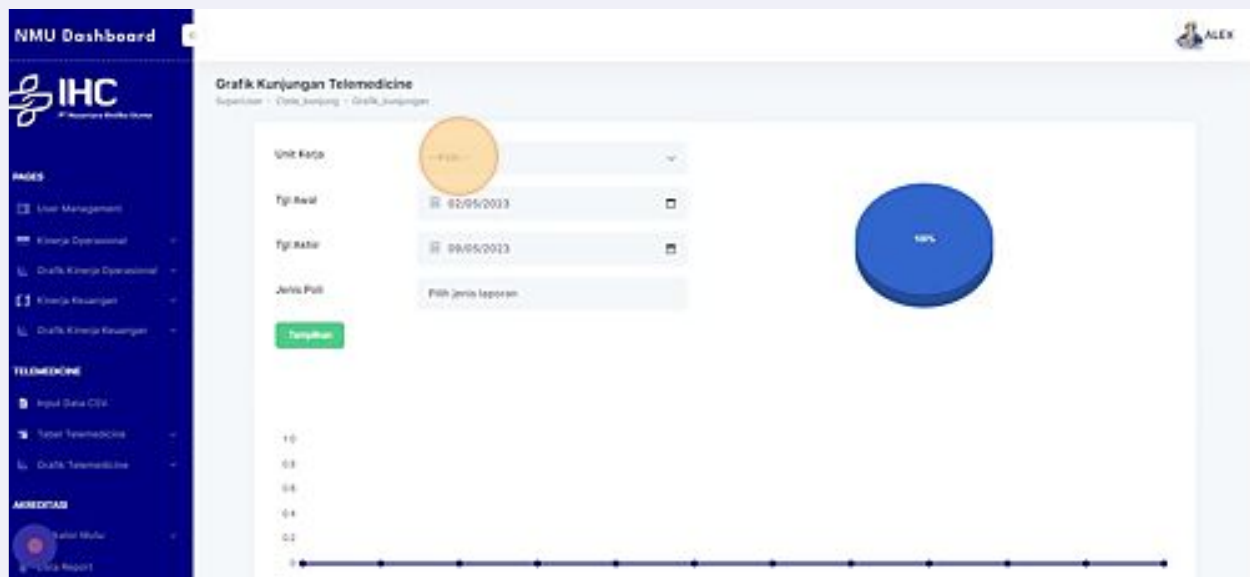 NMU Dashboard
ALEX
IHC
Grafik Kunjungan Telemedicine
Unit Kerja
PAGES
Tgl Awal
02/05/2023
User Management
Kinerja Operasional
Tgl Akhir
09/05/2023
Grafik Kinerja Operasional
Kinerja Keuangan
Jenis Poli
Pilih jenis laporan
Grafik Kinerja Keuangan
Tampilkan
TELEMEDICINE
Input Data CSV
Tabel Telemedicine
Grafik Telemedicine
1.0
0.8
0.6
AKREDITASI
0.4
Mutu
0.2
0
Data Report